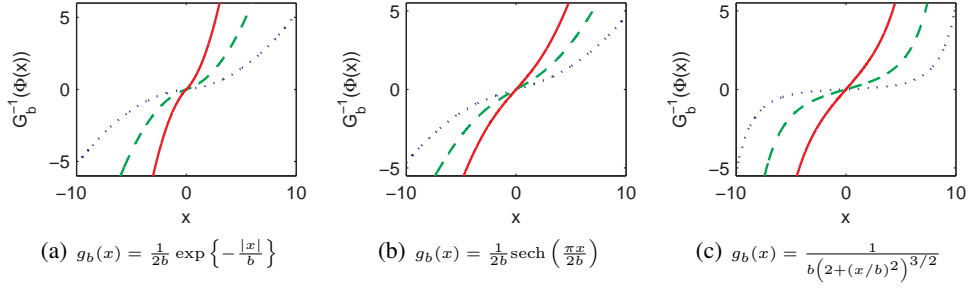 5
0
−5
−10
0
10
x
G_b^{-1}(Φ(x))
5
0
−5
−10
0
10
x
G_b^{-1}(Φ(x))
5
0
−5
−10
0
10
x
G_b^{-1}(Φ(x))
(a) g_b(x) = \frac{1}{2b} \exp\left\{-\frac{|x|}{b}\right\}
(b) g_b(x) = \frac{1}{2b} \text{sech}\left(\frac{\pi x}{2b}\right)
(c) g_b(x) = \frac{1}{b\left(2+(x/b)^2\right)^{3/2}}